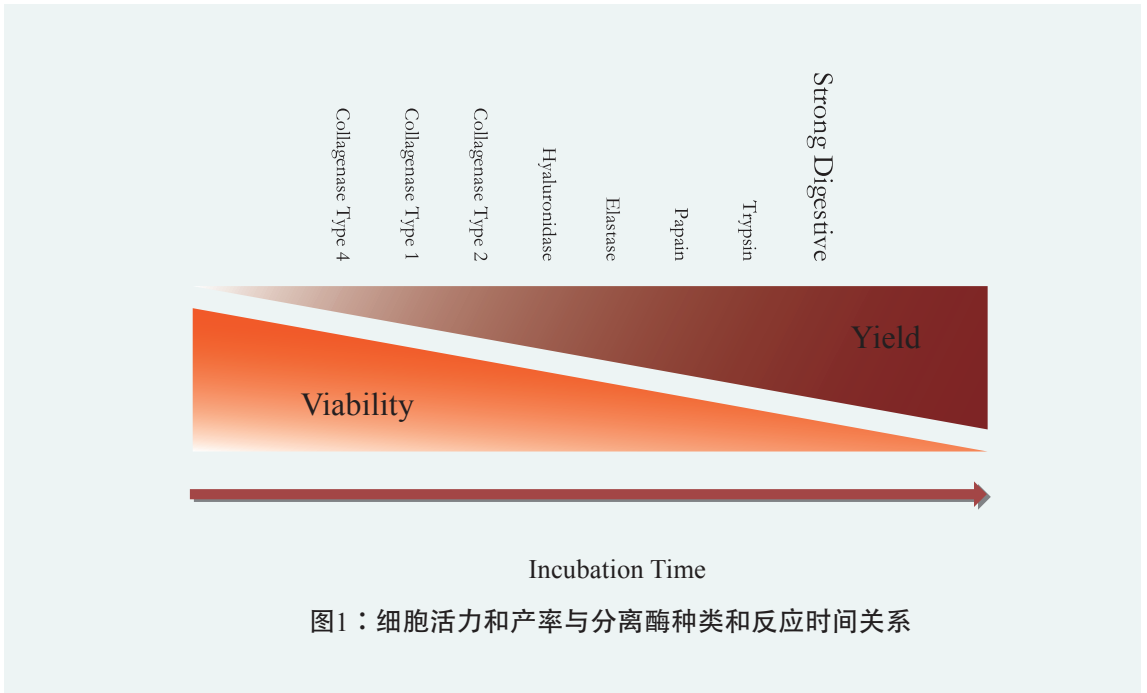 Collagenase Type 4
Collagenase Type 1
Collagenase Type 2
Hyaluronidase
Elastase
Papain
Trypsin
Strong Digestive
Yield
Viability
Incubation Time
图1：细胞活力和产率与分离酶种类和反应时间关系